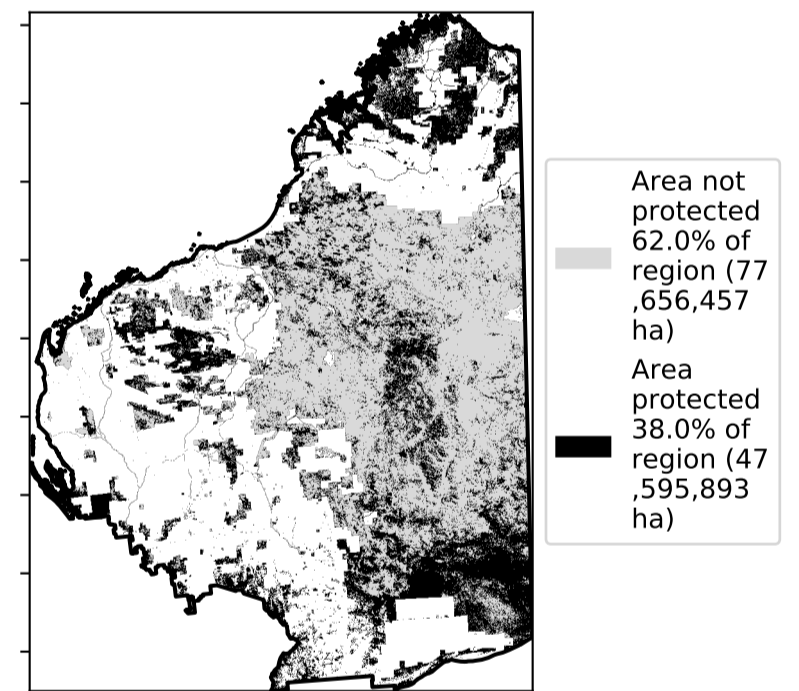 Area not
protected
62.0% of
region (77
,656,457
ha)
Area
protected
38.0% of
region (47
,595,893
ha)